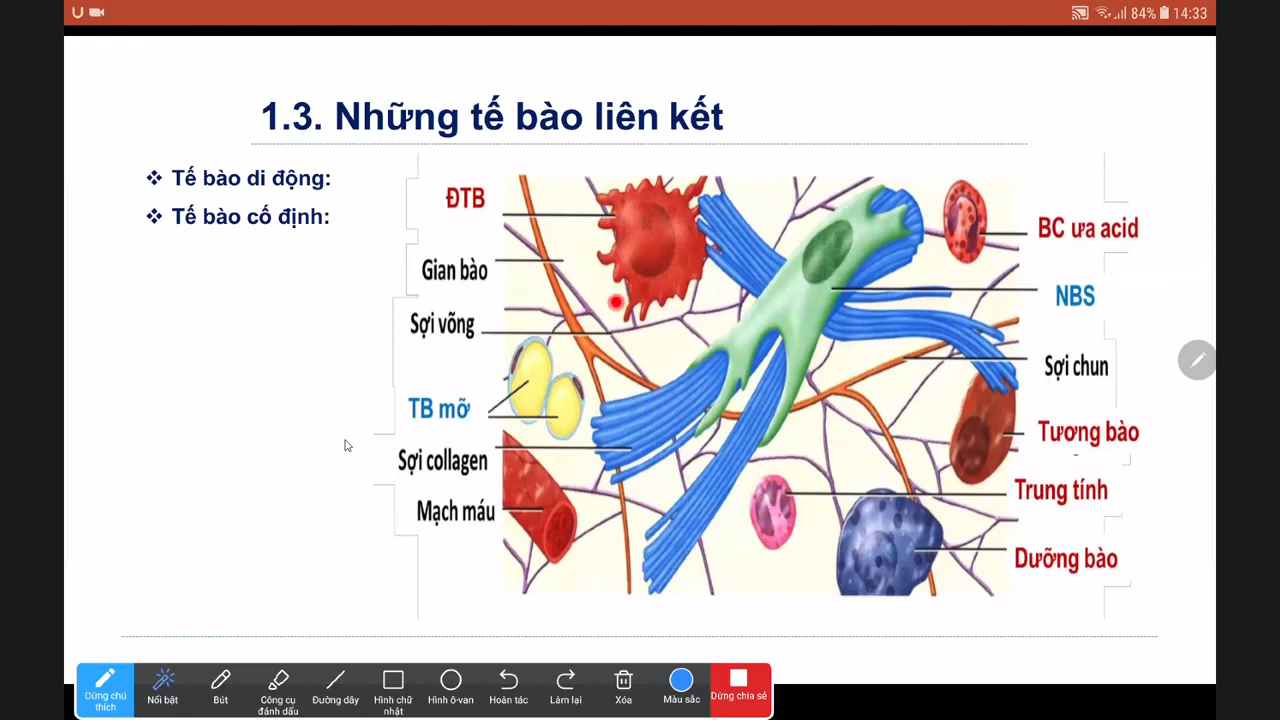 84% 14:33
1.3. Những tế bào liên kết
❖ Tế bào di động:
❖ Tế bào cố định:
ĐTB
Gian bào
Sợi võng
TB mỡ
Sợi collagen
Mạch máu
BC ưa acid
NBS
Sợi chun
Tương bào
Trung tính
Dưỡng bào
Dừng chú
thích
Nổi bật
Bút
Công cụ
đánh dấu
Đường dây
Hình chữ
nhật
Hình ô-van
Hoàn tác
Làm lại
Xóa
Màu sắc
Dừng chia sẻ